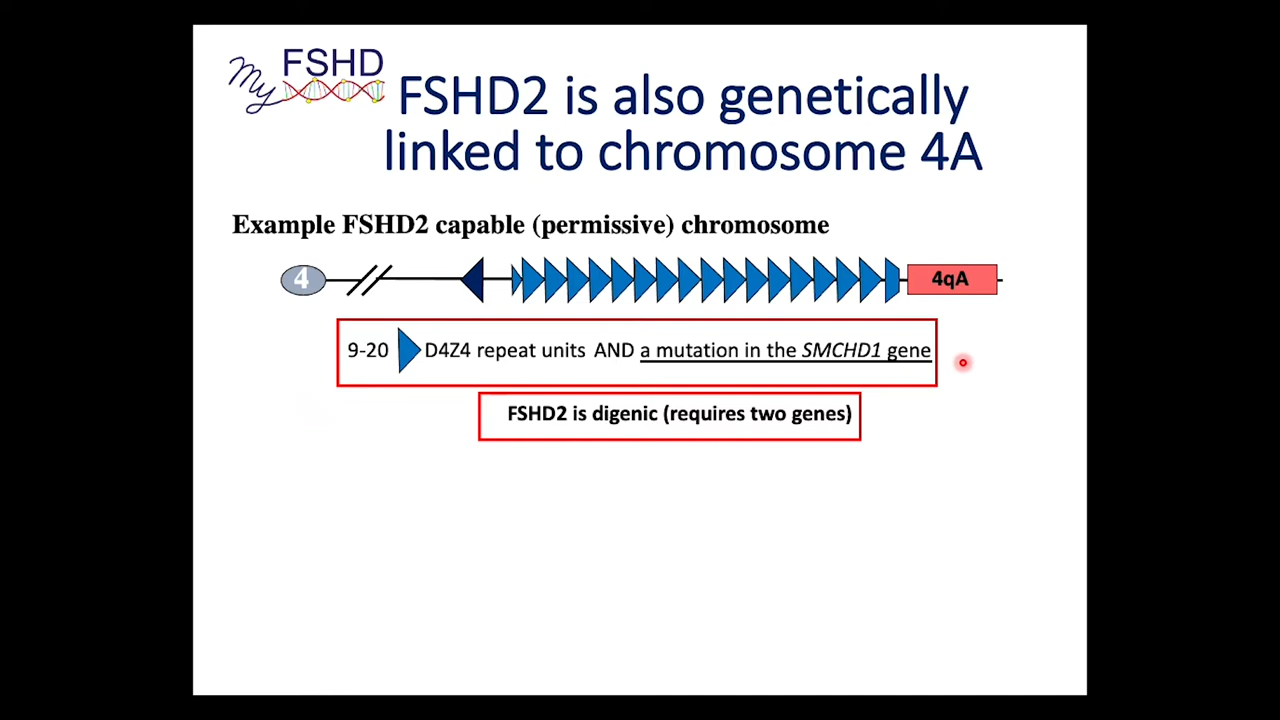 My FSHD
FSHD2 is also genetically
linked to chromosome 4A
Example FSHD2 capable (permissive) chromosome
4
4qA
9-20 D4Z4 repeat units AND a mutation in the SMCHD1 gene
FSHD2 is digenic (requires two genes)